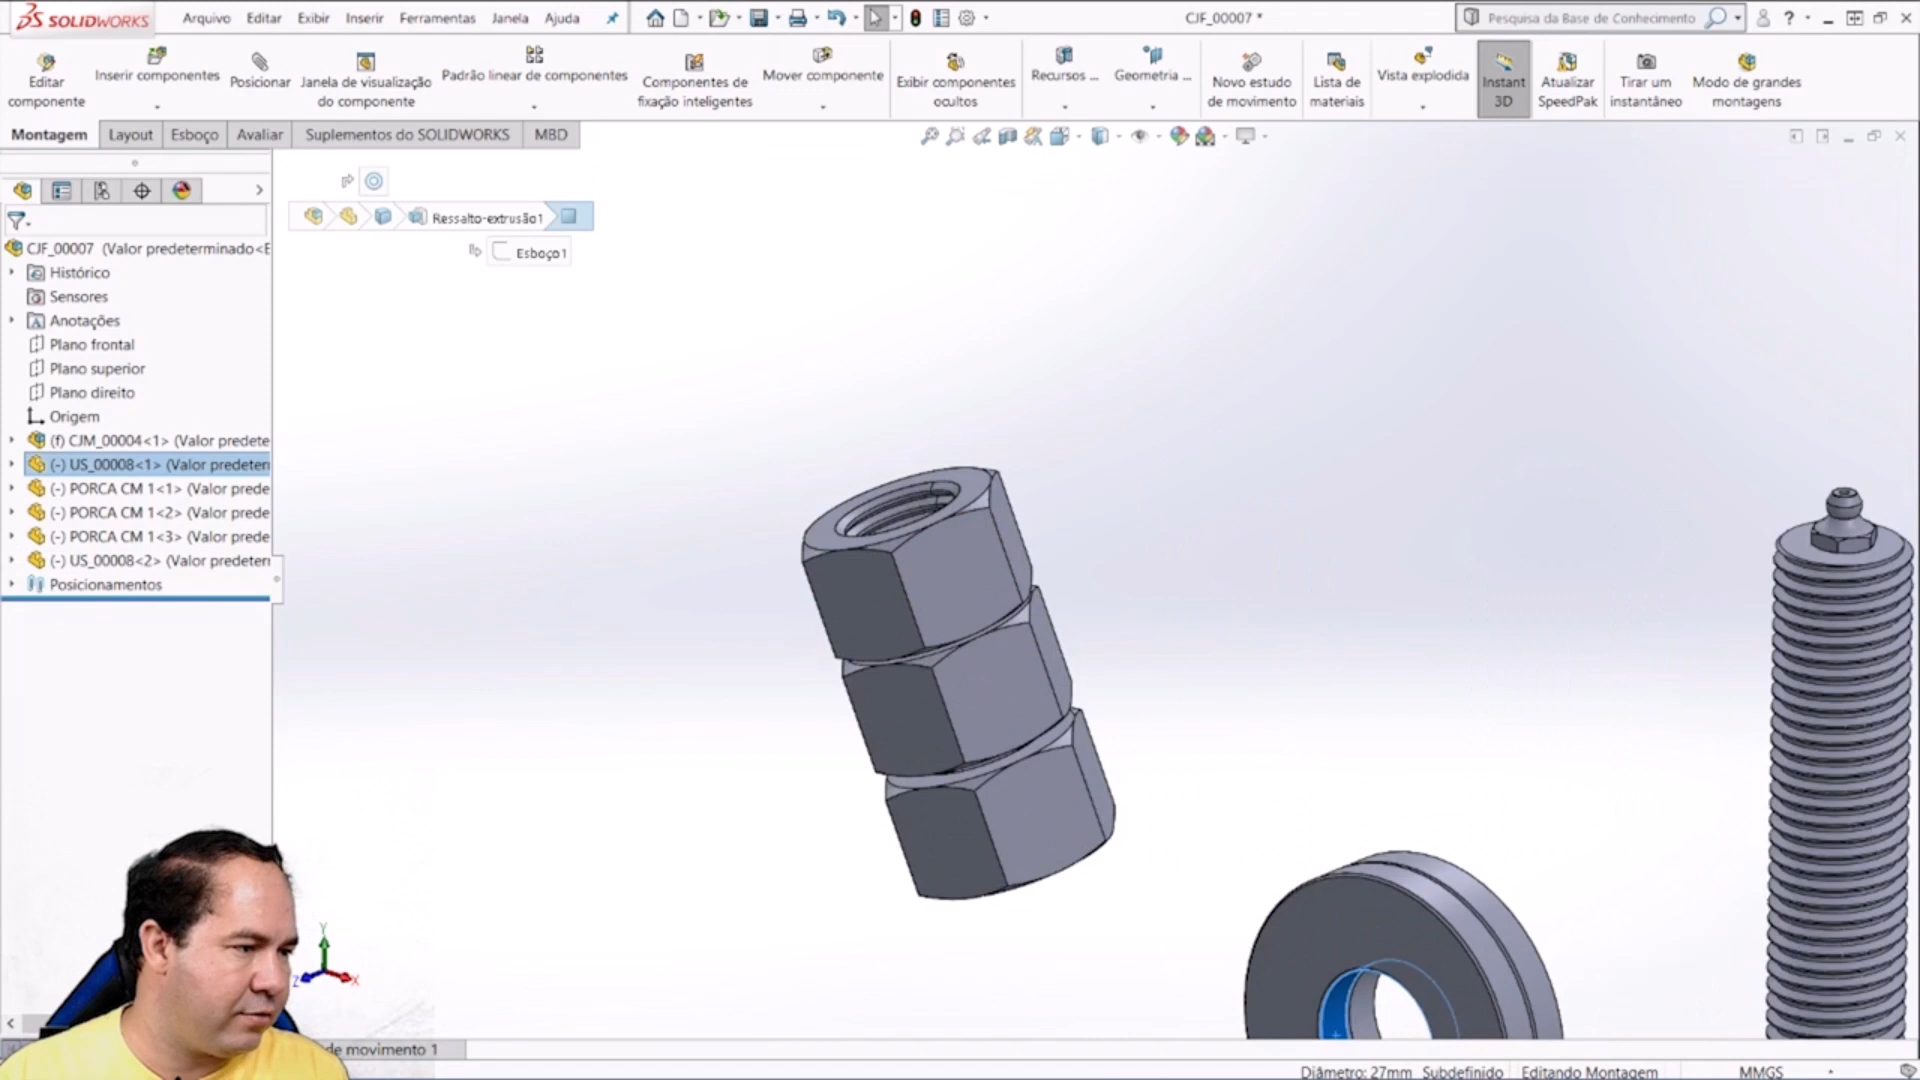 SOLIDWORKS Arquivo Editar Exibir Inserir Ferramentas Janela Ajuda CJF_00007 * Pesquisa da Base de Conhecimento ?
Editar componente
Inserir componentes
Posicionar
Janela de visualização do componente
Padrão linear de componentes
Componentes de fixação inteligentes
Mover componente
Exibir componentes ocultos
Recursos ...
Geometria ...
Novo estudo de movimento
Lista de materiais
Vista explodida
Instant 3D
Atualizar SpeedPak
Tirar um instantâneo
Modo de grandes montagens
Montagem Layout Esboço Avaliar Suplementos do SOLIDWORKS MBD
Ressalto-extrusão1
Esboço1
CJF_00007 (Valor predeterminado<E
Histórico
Sensores
Anotações
Plano frontal
Plano superior
Plano direito
Origem
(f) CJM_00004<1> (Valor predete
(-) US_00008<1> (Valor predeten
(-) PORCA CM 1<1> (Valor prede
(-) PORCA CM 1<2> (Valor prede
(-) PORCA CM 1<3> (Valor prede
(-) US_00008<2> (Valor predeterr
Posicionamentos
Y
Z
X
de movimento 1
Diâmetro: 27mm Subdefinido Editando Montagem MMGS